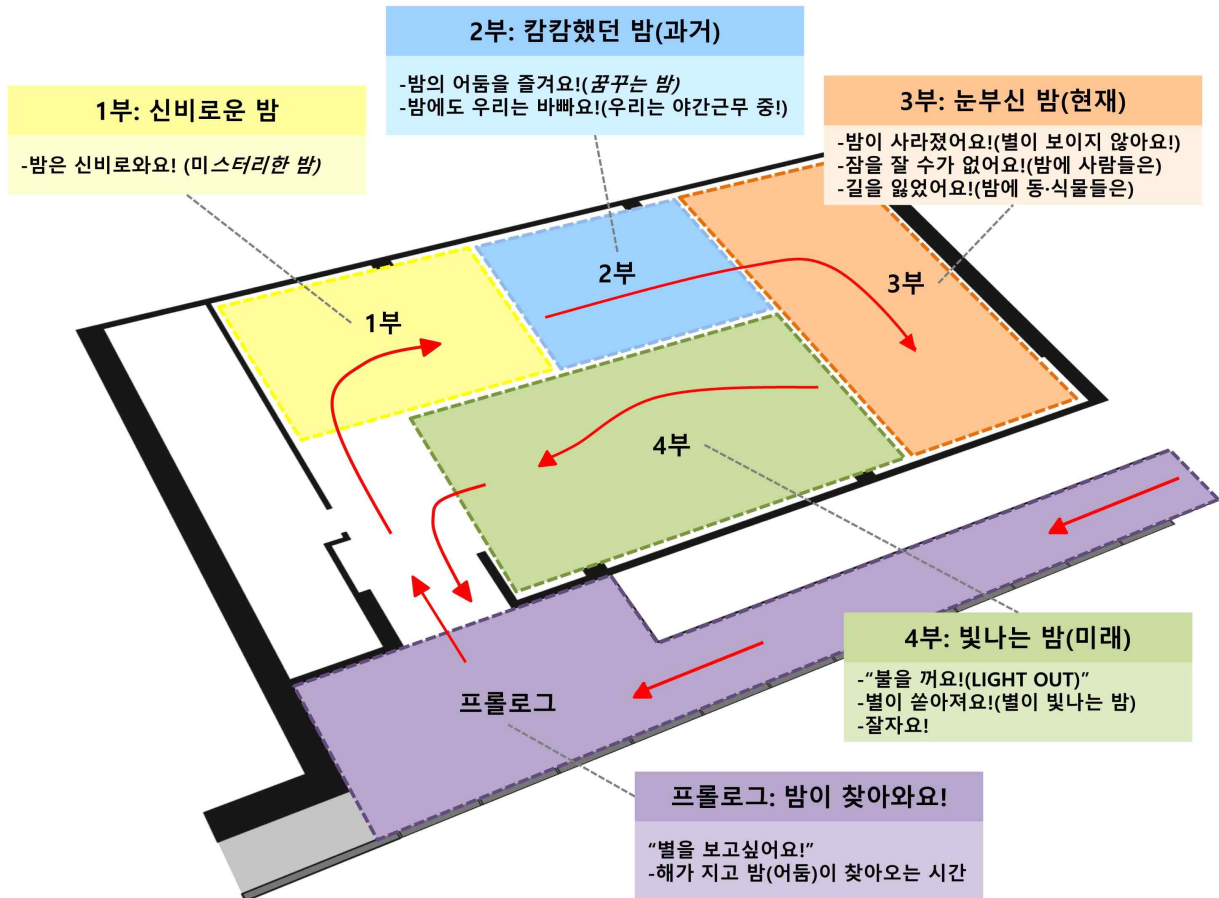 2부: 캄캄했던 밤(과거)
-밤의 어둠을 즐겨요!(꿈꾸는 밤)
-밤에도 우리는 바빠요!(우리는 야간근무 중!)
1부: 신비로운 밤
-밤은 신비로와요! (미스터리한 밤)
3부: 눈부신 밤(현재)
-밤이 사라졌어요!(별이 보이지 않아요!)
-잠을 잘 수가 없어요!(밤에 사람들은)
-길을 잃었어요!(밤에 동·식물들은)
2부
3부
1부
4부
4부: 빛나는 밤(미래)
-“불을 꺼요!(LIGHT OUT)”
-별이 쏟아져요!(별이 빛나는 밤)
-잘자요!
프롤로그
프롤로그: 밤이 찾아와요!
“별을 보고싶어요!”
-해가 지고 밤(어둠)이 찾아오는 시간